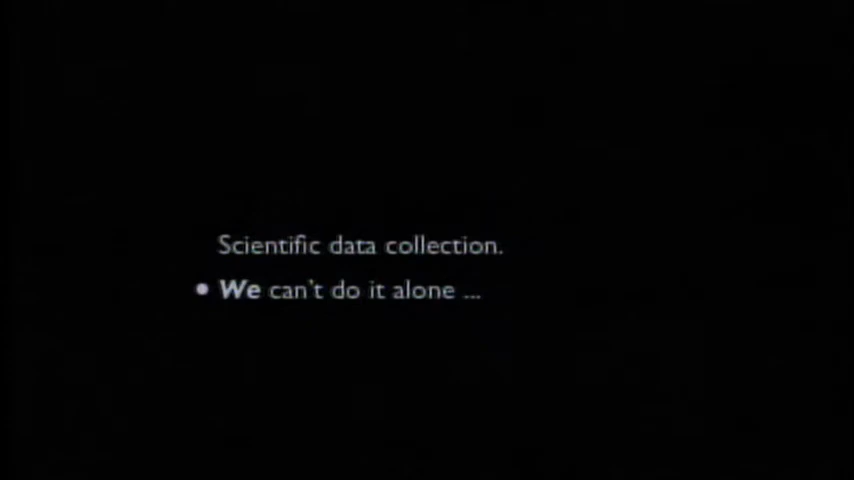 Scientific data collection.
• We can't do it alone ...